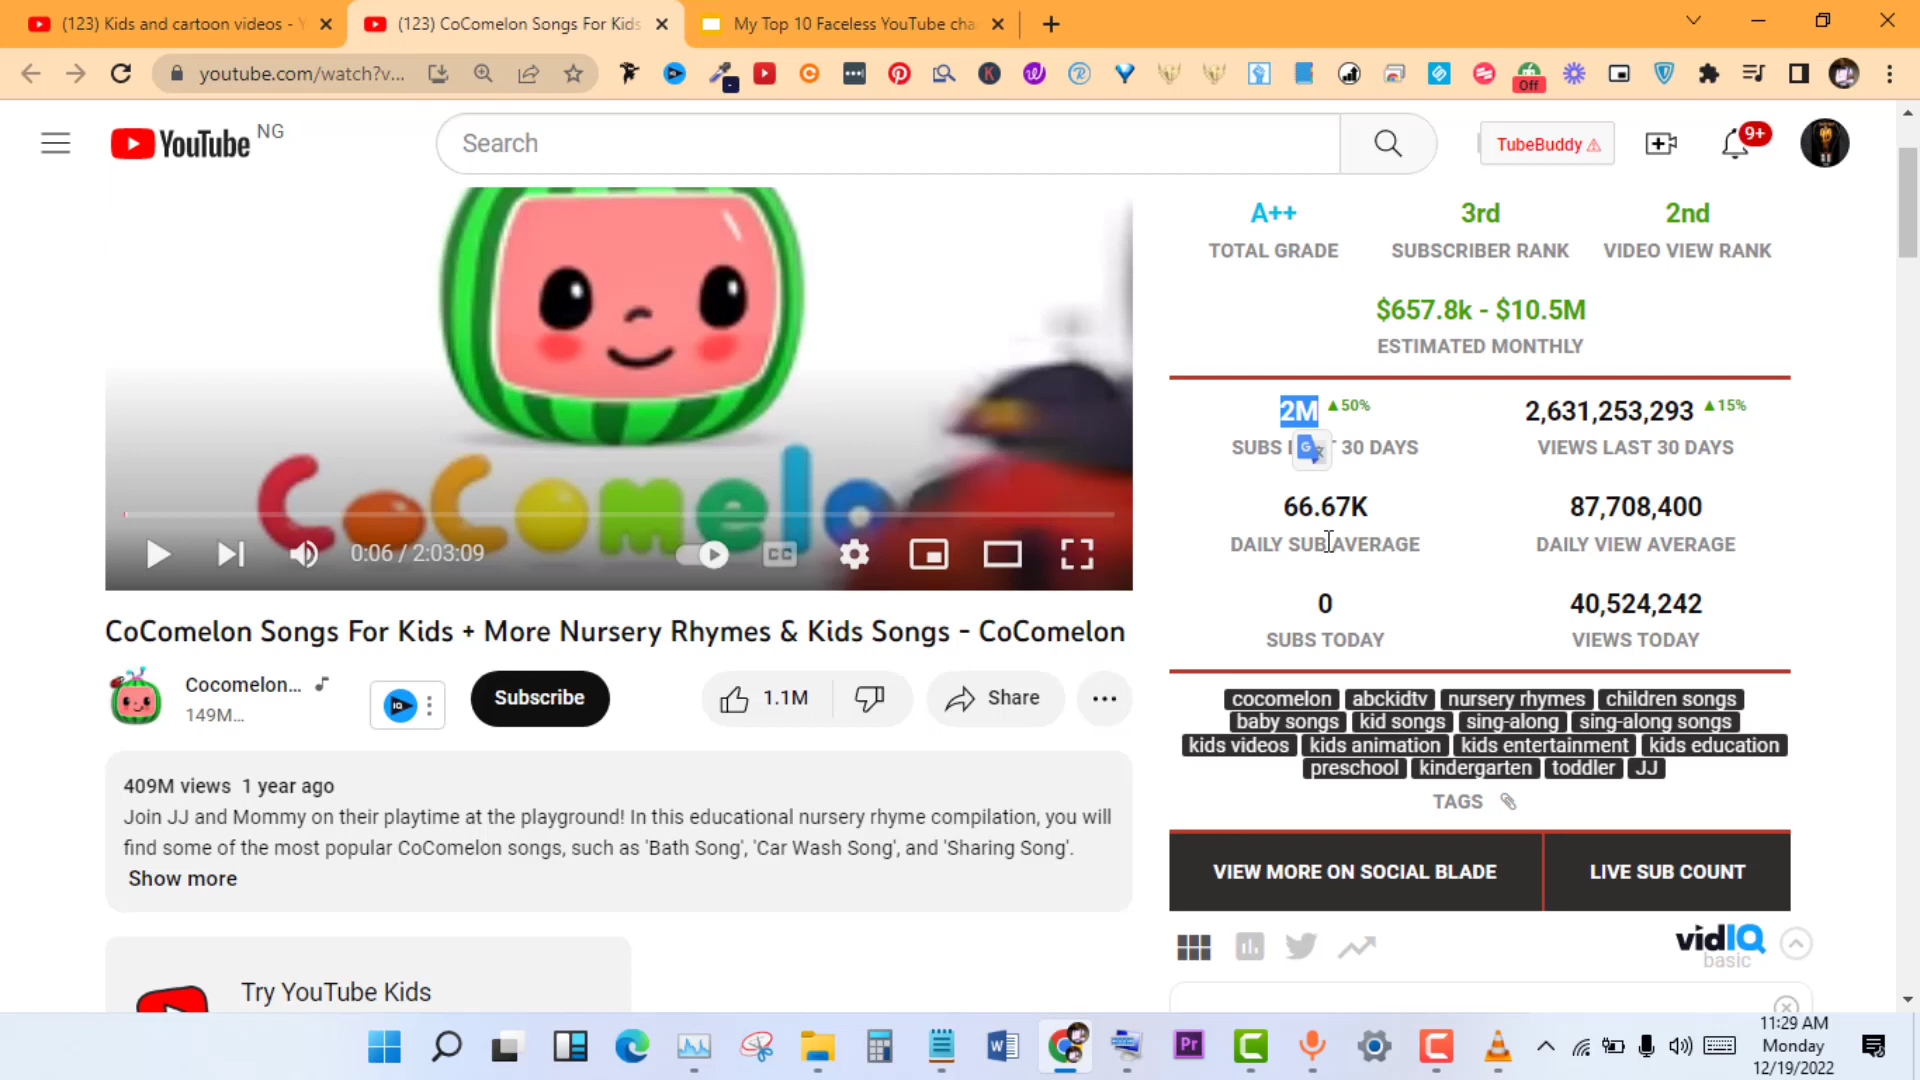 (123) Kids and cartoon videos - Y
(123) CoComelon Songs For Kids
My Top 10 Faceless YouTube cha
youtube.com/watch?v...
Off
YouTube NG
Search
TubeBuddy
9+
A++
TOTAL GRADE
3rd
SUBSCRIBER RANK
2nd
VIDEO VIEW RANK
$657.8k - $10.5M
ESTIMATED MONTHLY
2M ▲50%
SUBS L 30 DAYS
2,631,253,293 ▲15%
VIEWS LAST 30 DAYS
66.67K
DAILY SUB AVERAGE
87,708,400
DAILY VIEW AVERAGE
0
SUBS TODAY
40,524,242
VIEWS TODAY
cocomelon abckidtv nursery rhymes children songs
baby songs kid songs sing-along sing-along songs
kids videos kids animation kids entertainment kids education
preschool kindergarten toddler JJ
TAGS
VIEW MORE ON SOCIAL BLADE
LIVE SUB COUNT
vidIQ
basic
CoComelo
0:06 / 2:03:09
CC
CoComelon Songs For Kids + More Nursery Rhymes & Kids Songs - CoComelon
Cocomelon...
149M...
IQ
Subscribe
1.1M
Share
409M views 1 year ago
Join JJ and Mommy on their playtime at the playground! In this educational nursery rhyme compilation, you will
find some of the most popular CoComelon songs, such as 'Bath Song', 'Car Wash Song', and 'Sharing Song'.
Show more
Try YouTube Kids
11:29 AM
Monday
12/19/2022